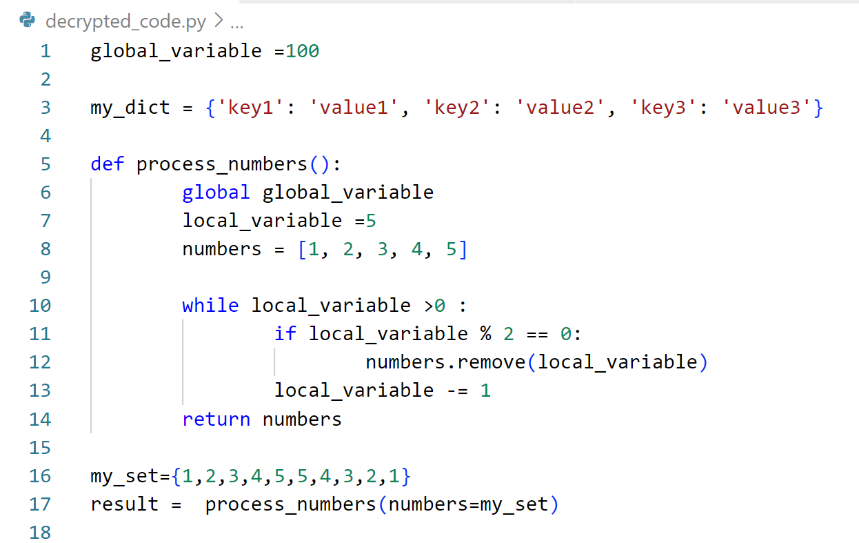 decrypted_code.py > ...
1 global_variable =100
2
3 my_dict = {'key1': 'value1', 'key2': 'value2', 'key3': 'value3'}
4
5 def process_numbers():
6         global global_variable
7         local_variable =5
8         numbers = [1, 2, 3, 4, 5]
9
10         while local_variable >0 :
11                 if local_variable % 2 == 0:
12                         numbers.remove(local_variable)
13                 local_variable -= 1
14         return numbers
15
16 my_set={1,2,3,4,5,5,4,3,2,1}
17 result =  process_numbers(numbers=my_set)
18